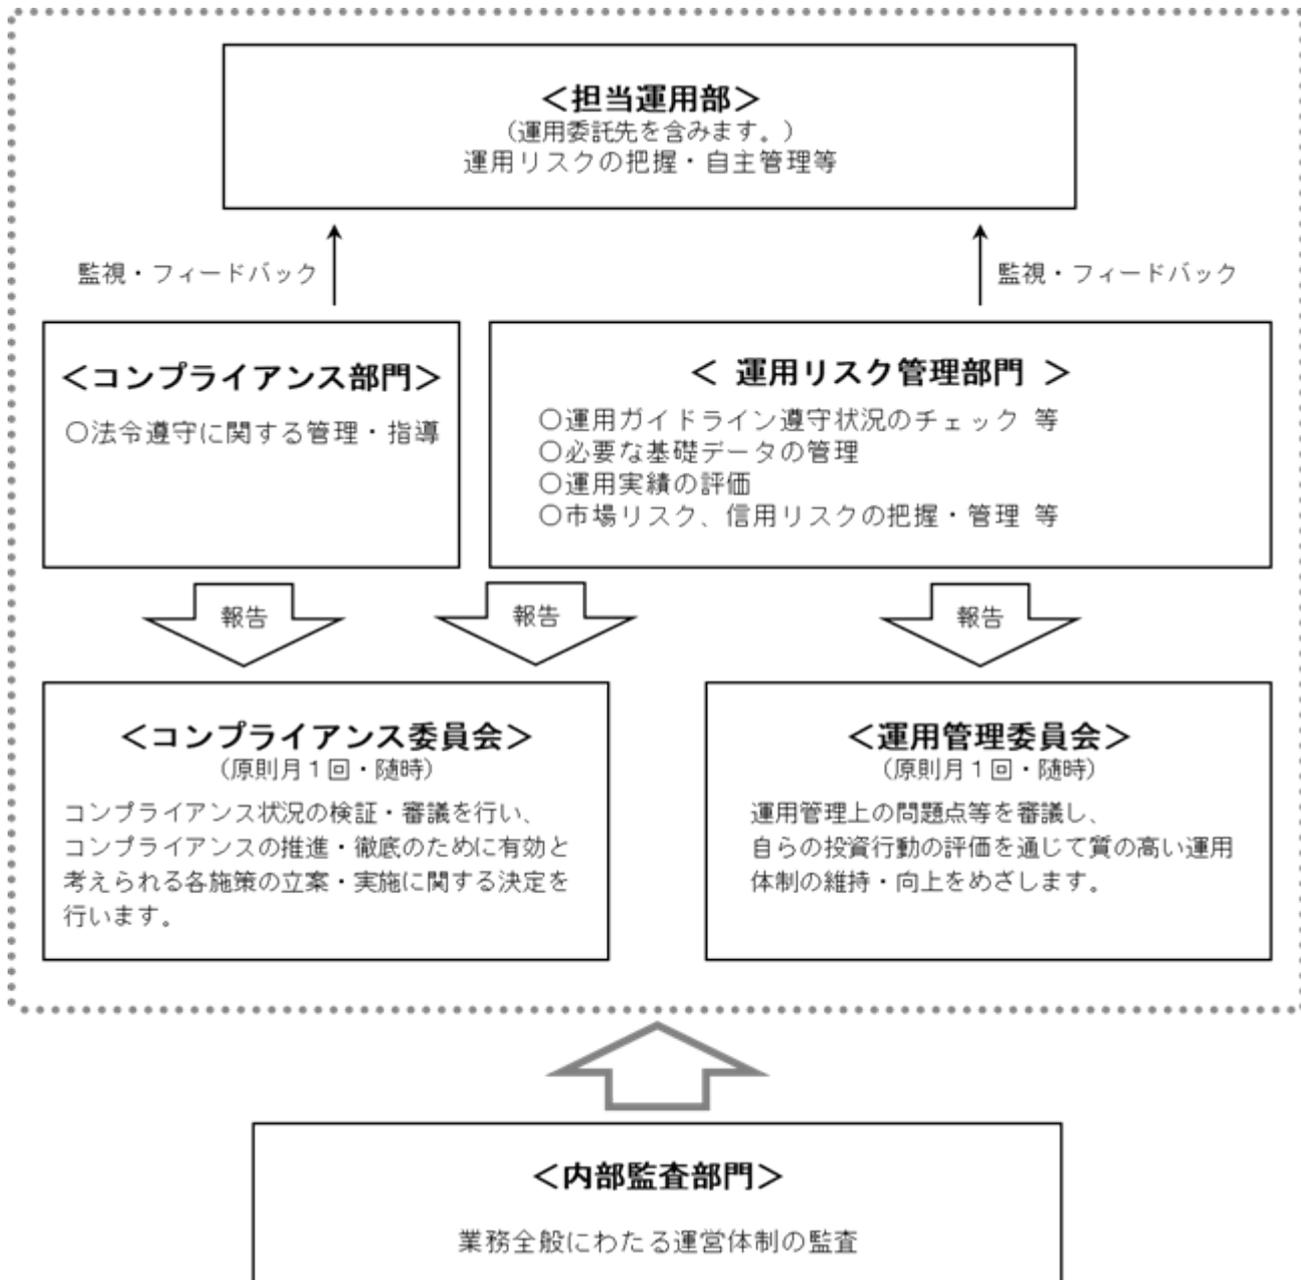 ＜担当運用部＞
（運用委託先を含みます。）
運用リスクの把握・自主管理等
監視・フィードバック
監視・フィードバック
＜コンプライアンス部門＞
○法令遵守に関する管理・指導
＜ 運用リスク管理部門 ＞
○運用ガイドライン遵守状況のチェック 等
○必要な基礎データの管理
○運用実績の評価
○市場リスク、信用リスクの把握・管理 等
報告
報告
報告
＜コンプライアンス委員会＞
（原則月１回・随時）
コンプライアンス状況の検証・審議を行い、
コンプライアンスの推進・徹底のために有効と
考えられる各施策の立案・実施に関する決定を
行います。
＜運用管理委員会＞
（原則月１回・随時）
運用管理上の問題点等を審議し、
自らの投資行動の評価を通じて質の高い運用
体制の維持・向上をめざします。
＜内部監査部門＞
業務全般にわたる運営体制の監査